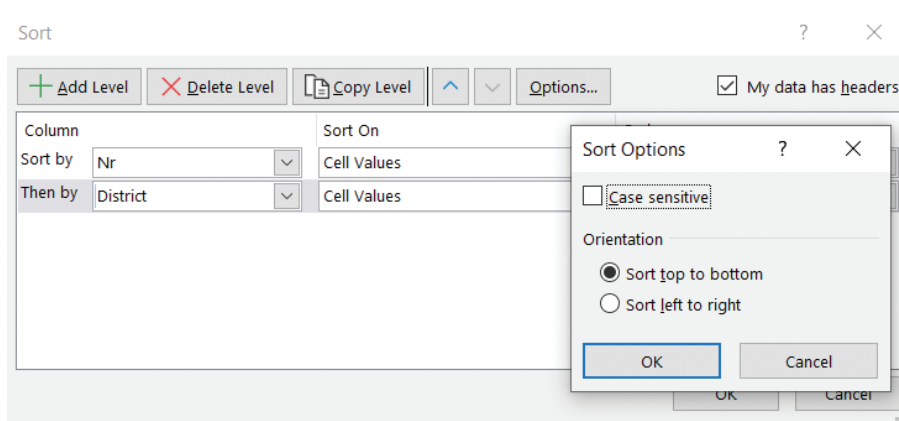 Sort ?
Add Level Delete Level Copy Level Options... My data has headers
Column Sort On
Sort by Nr Cell Values
Then by District Cell Values
Sort Options ?
Case sensitive
Orientation
Sort top to bottom
Sort left to right
OK Cancel
OK Cancel